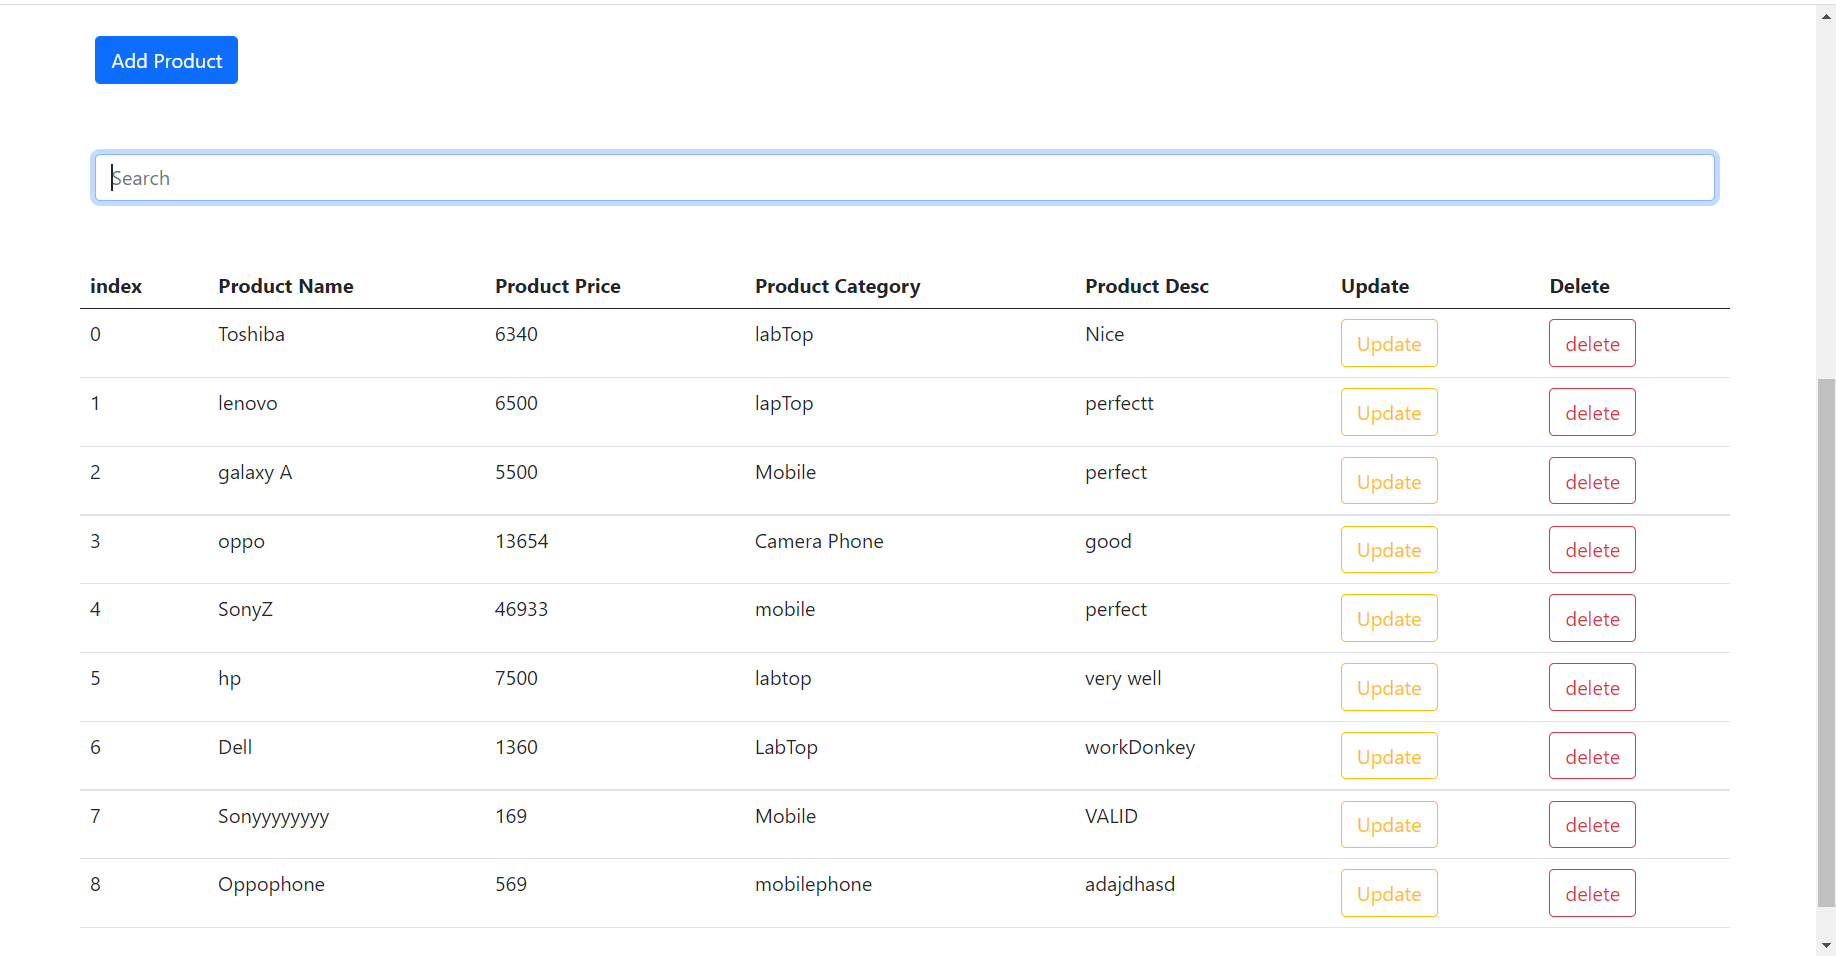 Add Product
Search
index Product Name Product Price Product Category Product Desc Update Delete
0 Toshiba 6340 labTop Nice Update delete
1 lenovo 6500 lapTop perfectt Update delete
2 galaxy A 5500 Mobile perfect Update delete
3 oppo 13654 Camera Phone good Update delete
4 SonyZ 46933 mobile perfect Update delete
5 hp 7500 labtop very well Update delete
6 Dell 1360 LabTop workDonkey Update delete
7 Sonyyyyyyyy 169 Mobile VALID Update delete
8 Oppophone 569 mobilephone adajdhasd Update delete